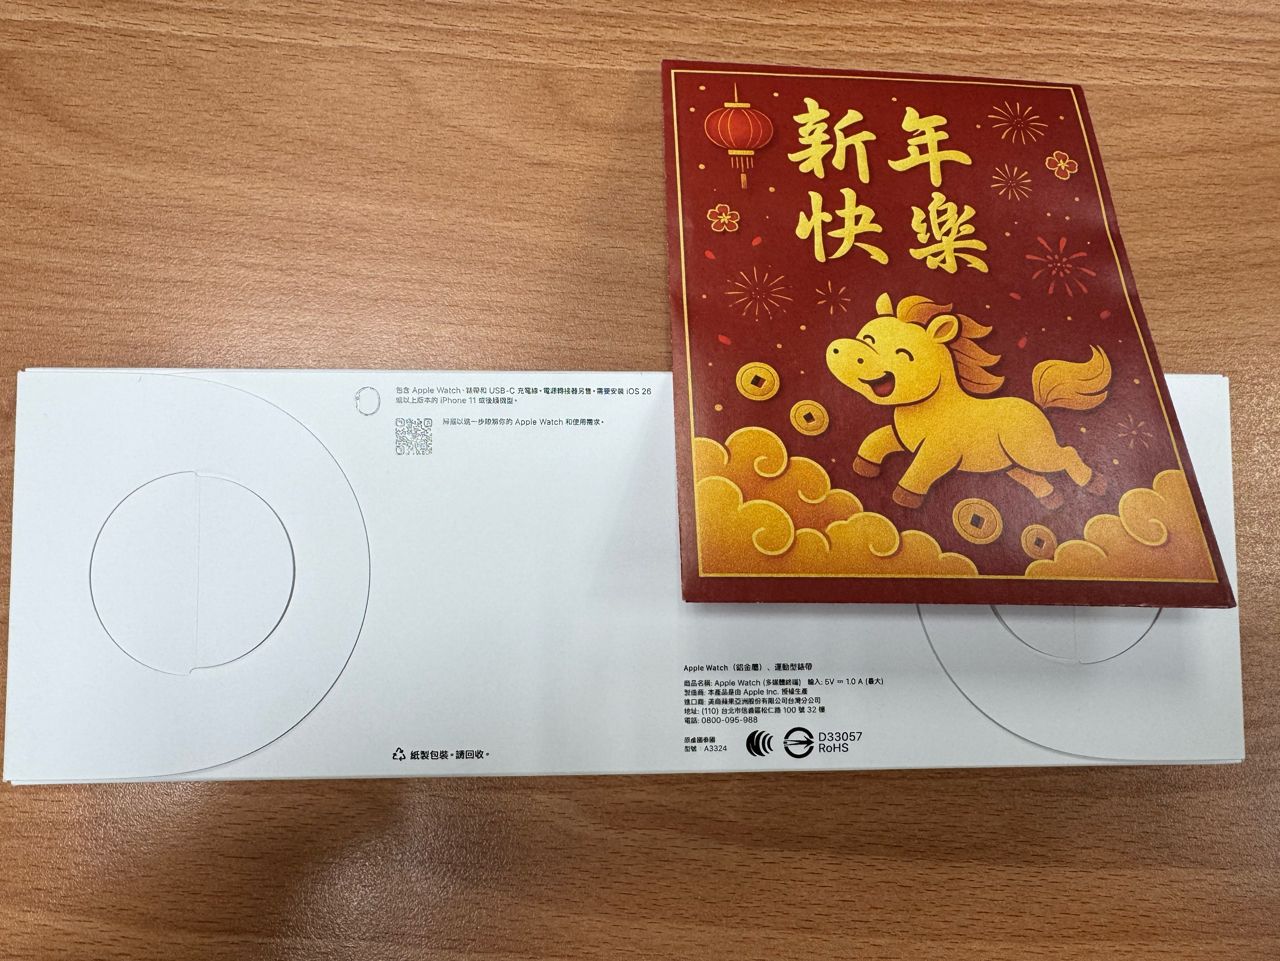 新年
快樂
包含 Apple Watch、錶帶和 USB-C 充電線。電源轉接器另售。需要安裝 iOS 26
或以上版本的 iPhone 11 或後續機型。
掃描以進一步瞭解你的 Apple Watch 和使用需求。
紙製包裝。請回收。
Apple Watch（鋁金屬）、運動型錶帶
商品名稱: Apple Watch (多媒體終端) 輸入: 5V ⎓ 1.0 A (最大)
製造商: 本產品是由 Apple Inc. 授權生產
進口商: 美商蘋果亞洲股份有限公司台灣分公司
地址: (110) 台北市信義區松仁路 100 號 32 樓
電話: 0800-095-988
原產國泰國
型號：A3324
D33057
RoHS